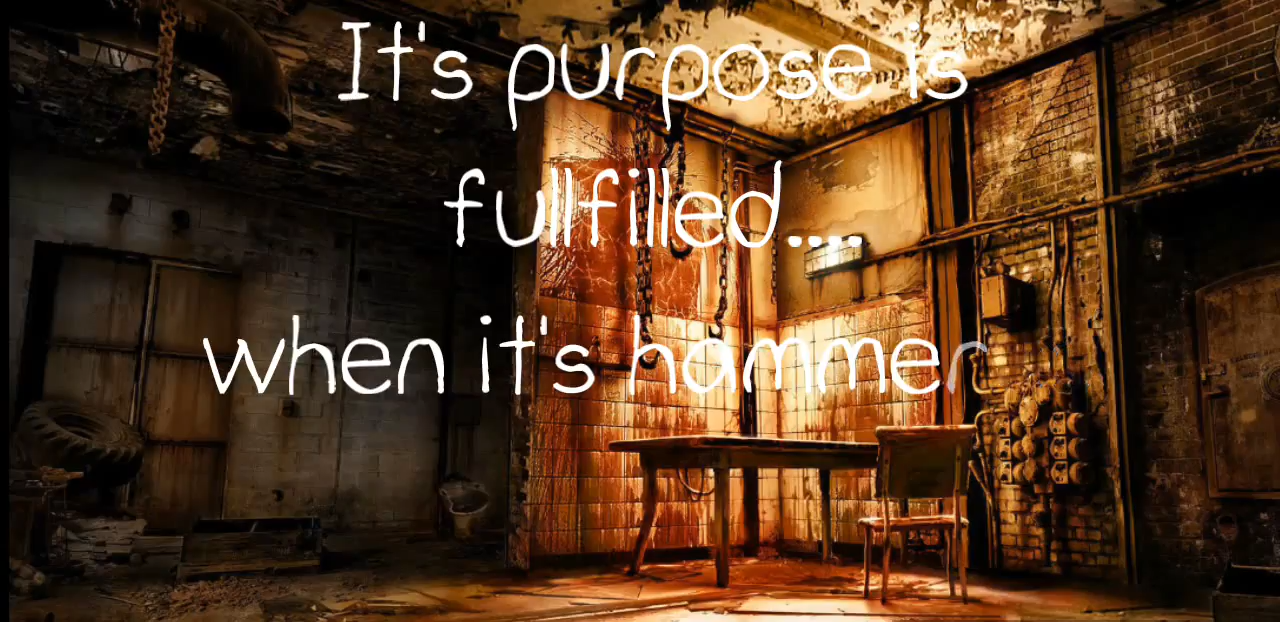 It's purpose is
fullfilled....
when it's hammer